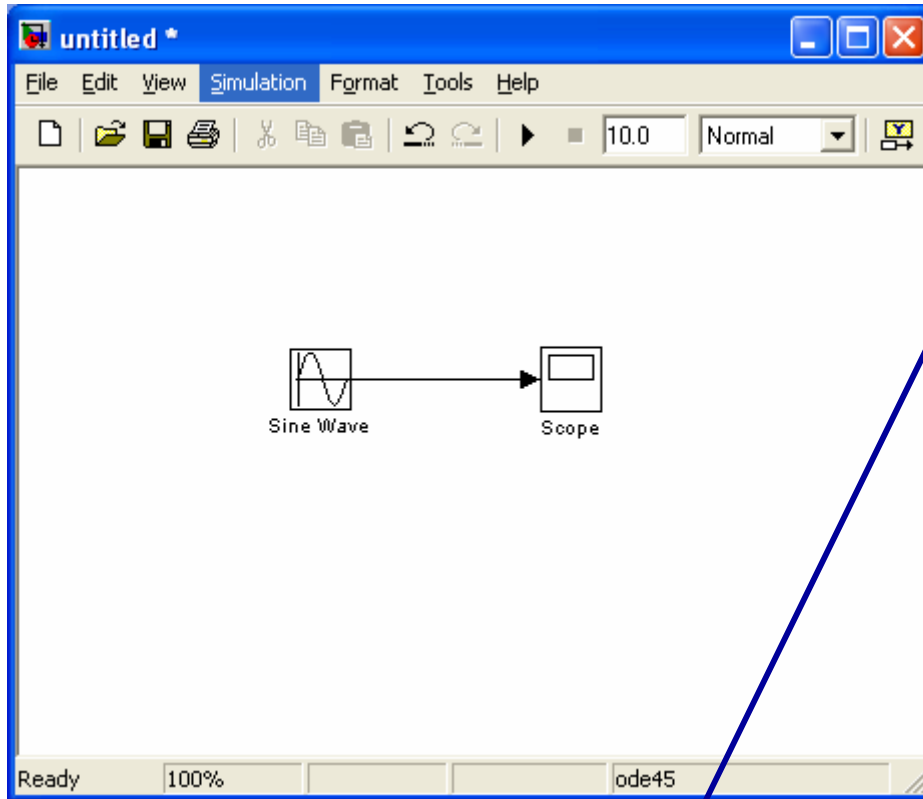 untitled *
File Edit View Simulation Format Tools Help
10.0 Normal
Y
Sine Wave
Scope
Ready 100% ode45